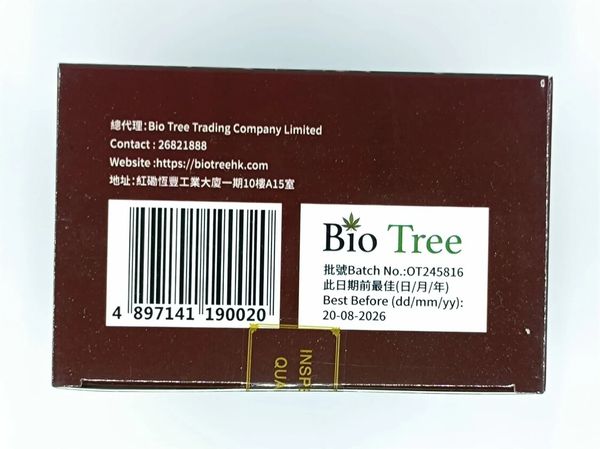 總代理：Bio Tree Trading Company Limited
Contact : 26821888
Website :https://biotreehk.com
地址：紅磡恆豐工業大廈一期10樓A15室
4 897141 190020
Bio Tree
批號Batch No.:OT245816
此日期前最佳(日/月/年)
Best Before (dd/mm/yy):
20-08-2026